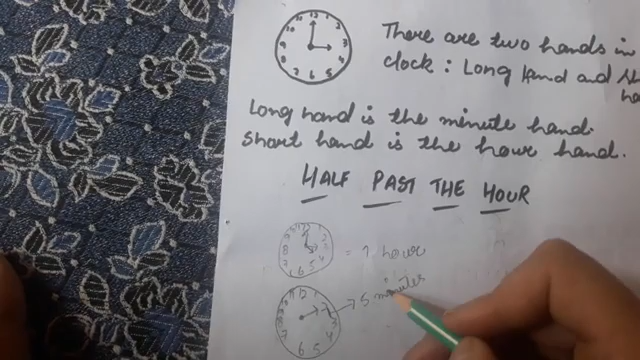 There are two hands in
clock : Long hand and
Long hand is the minute hand.
Short hand is the hour hand.
HALF PAST THE HOUR
= 1 hour
5 minutes